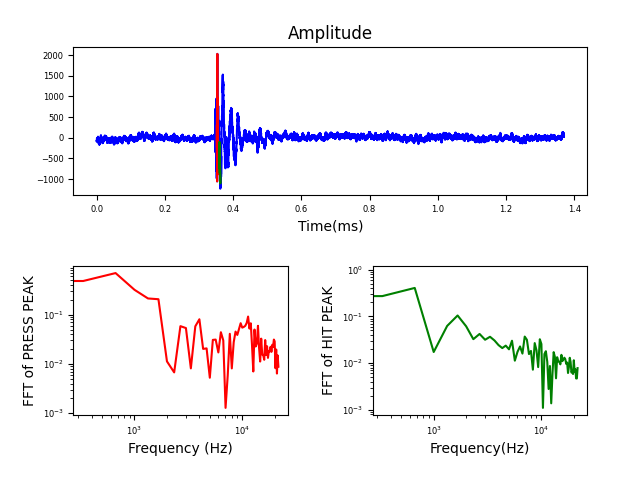 Amplitude
2000
1500
1000
500
0
−500
−1000
0.0 0.2 0.4 0.6 0.8 1.0 1.2 1.4
Time(ms)
FFT of PRESS PEAK
10⁻¹
10⁻²
10⁻³
10³ 10⁴
Frequency (Hz)
FFT of HIT PEAK
10⁰
10⁻¹
10⁻²
10⁻³
10³ 10⁴
Frequency(Hz)